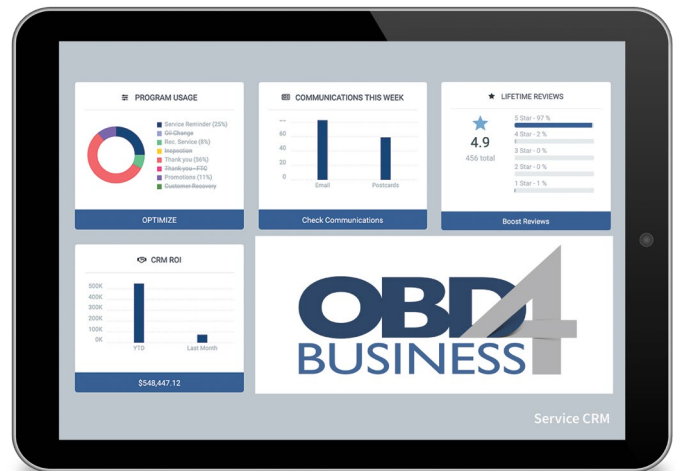 PROGRAM USAGE
Service Reminder (25%)
Oil Change
Rec. Service (8%)
Inspection
Thank you (56%)
Thank you - FTC
Promotions (11%)
Customer Recovery
OPTIMIZE
COMMUNICATIONS THIS WEEK
60
40
20
0
Email
Postcards
Check Communications
LIFETIME REVIEWS
4.9
456 total
5 Star - 97 %
4 Star - 2 %
3 Star - 0 %
2 Star - 0 %
1 Star - 1 %
Boost Reviews
CRM ROI
500K
400K
300K
200K
100K
0K
YTD
Last Month
$548,447.12
OBD4
BUSINESS
Service CRM